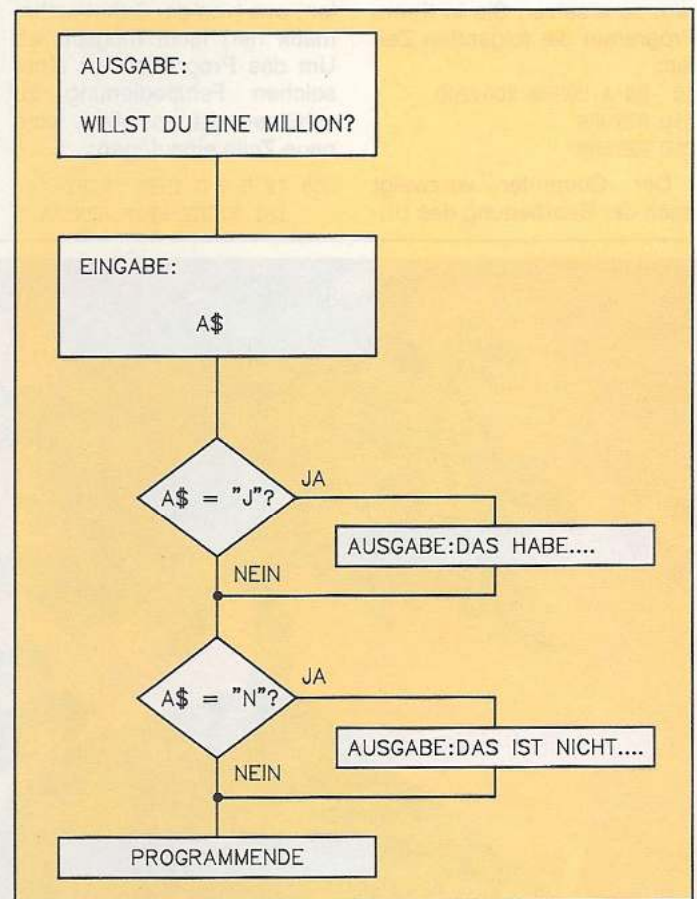 AUSGABE:
WILLST DU EINE MILLION?
EINGABE:
A$
A$ = "J"?
JA
AUSGABE:DAS HABE....
NEIN
A$ = "N"?
JA
AUSGABE:DAS IST NICHT....
NEIN
PROGRAMMENDE